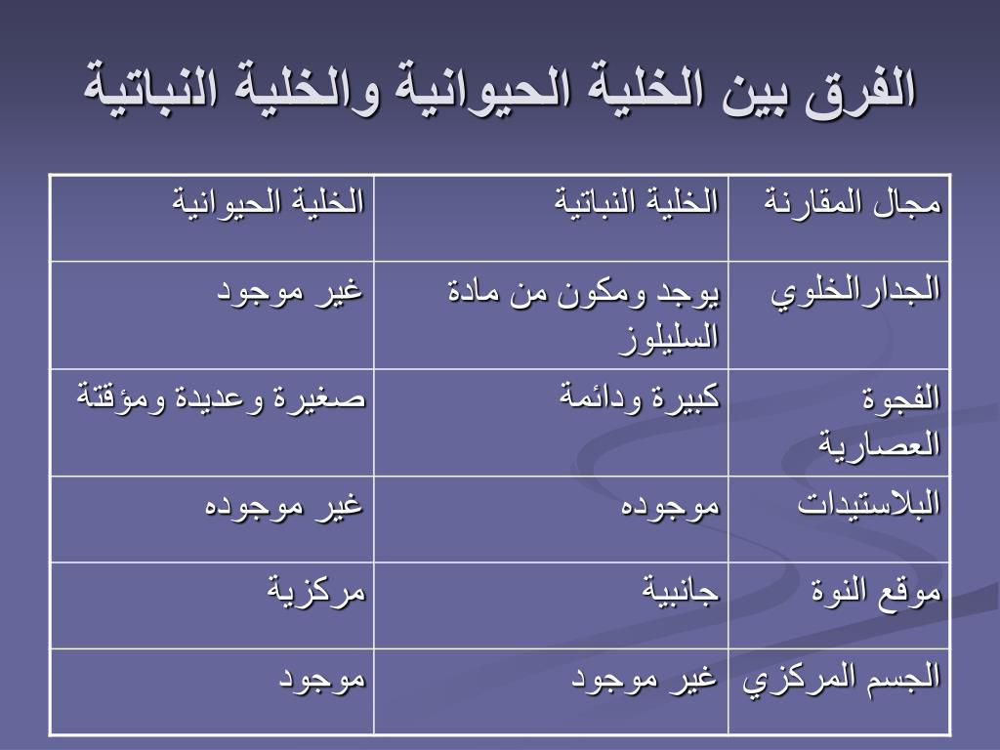 الفرق بين الخلية الحيوانية والخلية النباتية
مجال المقارنة
الخلية النباتية
الخلية الحيوانية
الجدارالخلوي
يوجد ومكون من مادة
السليلوز
غير موجود
الفجوة
العصارية
كبيرة ودائمة
صغيرة وعديدة ومؤقتة
البلاستيدات
موجوده
غير موجوده
موقع النوة
جانبية
مركزية
الجسم المركزي
غير موجود
موجود